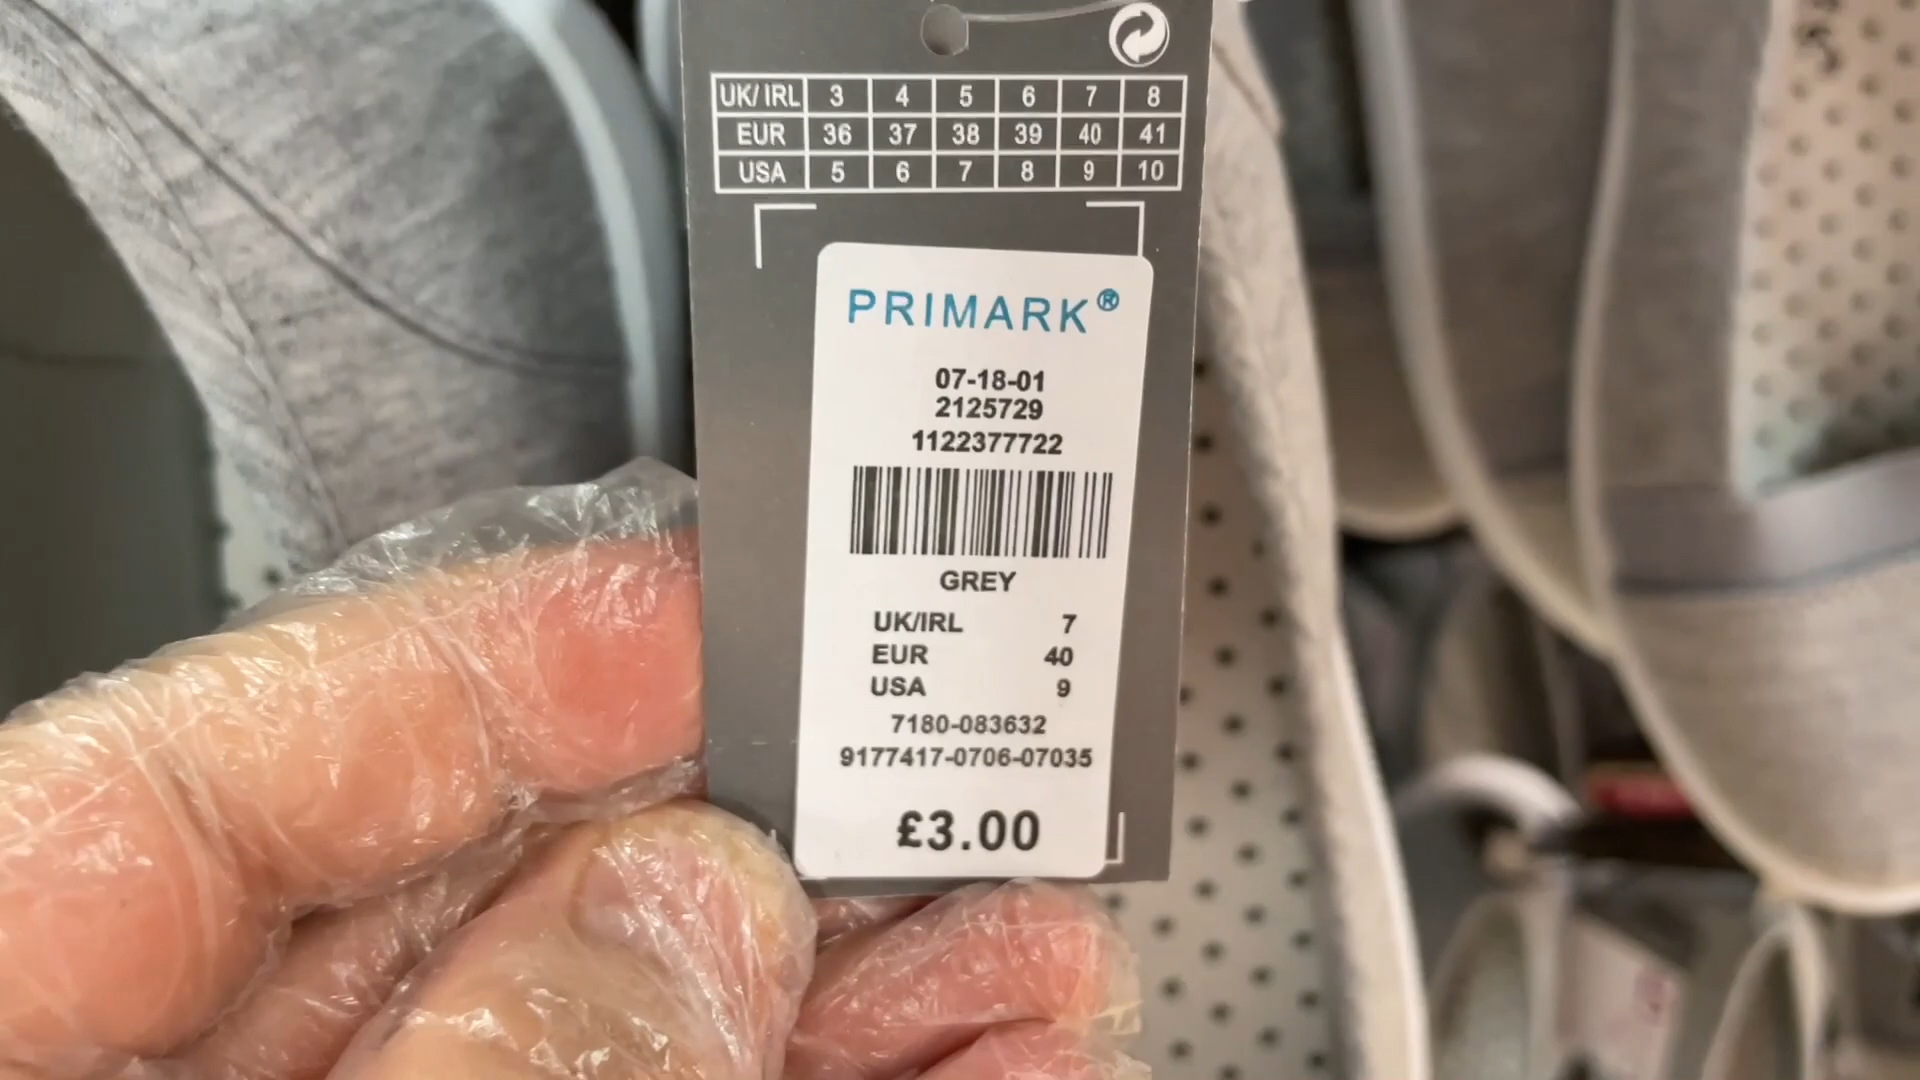 UK/ IRL 3 4 5 6 7 8
EUR 36 37 38 39 40 41
USA 5 6 7 8 9 10
PRIMARK®
07-18-01
2125729
1122377722
GREY
UK/IRL 7
EUR 40
USA 9
7180-083632
9177417-0706-07035
£3.00